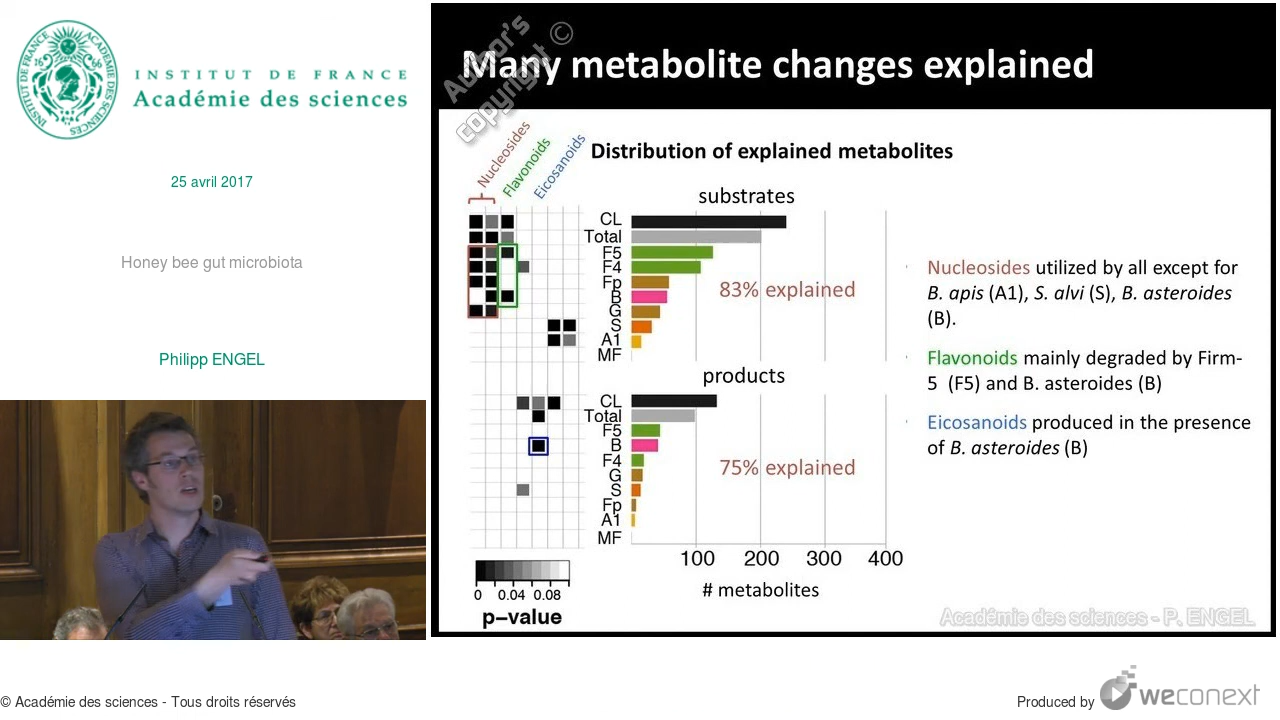 INSTITUT DE FRANCE
Académie des sciences
25 avril 2017
Honey bee gut microbiota
Philipp ENGEL
Author's
copyright ©
Many metabolite changes explained
Nucleosides
Flavonoids
Eicosanoids
Distribution of explained metabolites
substrates
CL
Total
F5
F4
Fp
B
G
S
A1
MF
83% explained
products
CL
Total
F5
B
F4
G
S
Fp
A1
MF
75% explained
100 200 300 400
# metabolites
0 0.04 0.08
p-value
Nucleosides utilized by all except for
B. apis (A1), S. alvi (S), B. asteroides
(B).
Flavonoids mainly degraded by Firm-
5 (F5) and B. asteroides (B)
Eicosanoids produced in the presence
of B. asteroides (B)
Académie des sciences - P. ENGEL
© Académie des sciences - Tous droits réservés
Produced by weconext